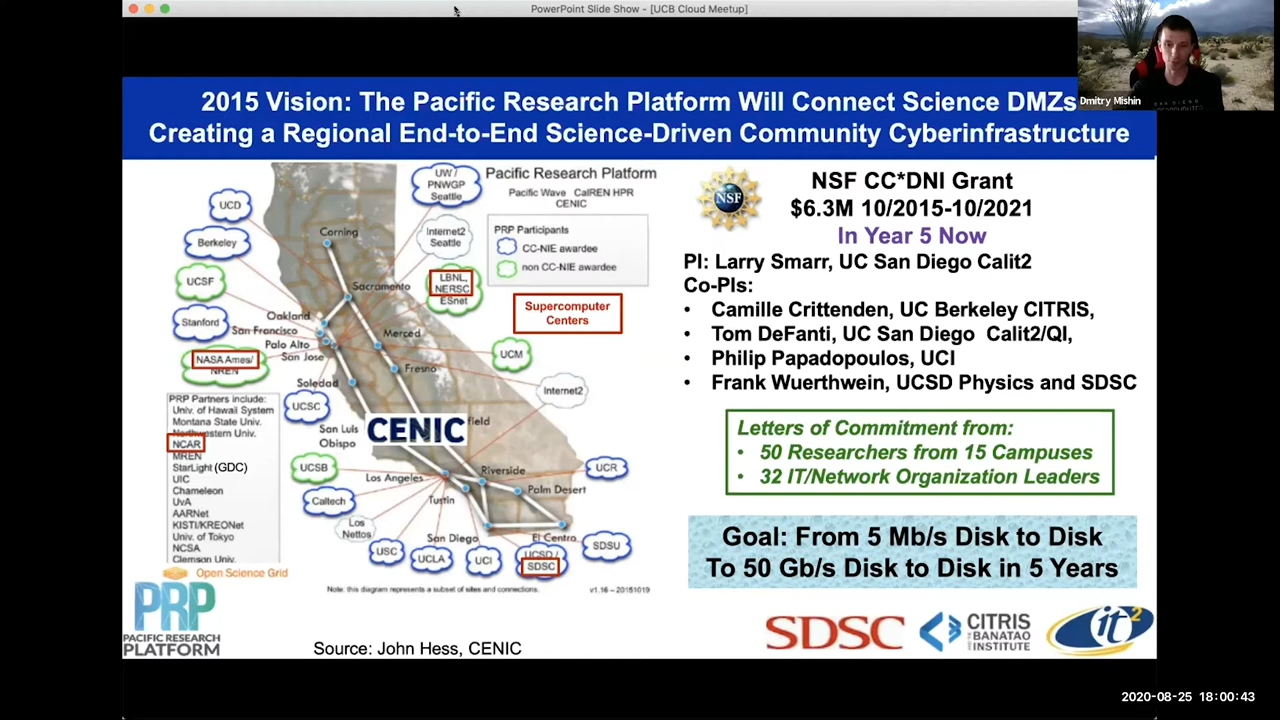 PowerPoint Slide Show - [UCB Cloud Meetup]
Dmitry Mishin
2015 Vision: The Pacific Research Platform Will Connect Science DMZs
Creating a Regional End-to-End Science-Driven Community Cyberinfrastructure
Pacific Research Platform
Pacific Wave CalREN HPR
CENIC
PRP Participants
CC-NIE awardee
non CC-NIE awardee
Supercomputer
Centers
UW /
PNWGP
Seattle
Internet2
Seattle
LBNL,
NERSC
ESnet
UCD
Berkeley
UCSF
Stanford
NASA Ames/
NREN
UCSC
UCSB
Caltech
Los
Nettos
USC
UCLA
UCI
UCSD /
SDSC
SDSU
UCR
Internet2
UCM
Corning
Sacramento
Oakland
San Francisco
Palo Alto
San Jose
Merced
Fresno
Soledad
San Luis
Obispo
CENIC
field
Los Angeles
Riverside
Tustin
Palm Desert
San Diego
El Centro
PRP Partners include:
Univ. of Hawaii System
Montana State Univ.
Northwestern Univ.
NCAR
MREN
StarLight (GDC)
UIC
Chameleon
UvA
AARNet
KISTI/KREONet
Univ. of Tokyo
NCSA
Clemson Univ.
Open Science Grid
Note: this diagram represents a subset of sites and connections.
v1.16 – 20151019
PRP
PACIFIC RESEARCH
PLATFORM
Source: John Hess, CENIC
NSF
NSF CC*DNI Grant
$6.3M 10/2015-10/2021
In Year 5 Now
PI: Larry Smarr, UC San Diego Calit2
Co-PIs:
• Camille Crittenden, UC Berkeley CITRIS,
• Tom DeFanti, UC San Diego Calit2/QI,
• Philip Papadopoulos, UCI
• Frank Wuerthwein, UCSD Physics and SDSC
Letters of Commitment from:
• 50 Researchers from 15 Campuses
• 32 IT/Network Organization Leaders
Goal: From 5 Mb/s Disk to Disk
To 50 Gb/s Disk to Disk in 5 Years
SDSC
CITRIS
AND THE
BANATAO
INSTITUTE
it2
2020-08-25 18:00:43